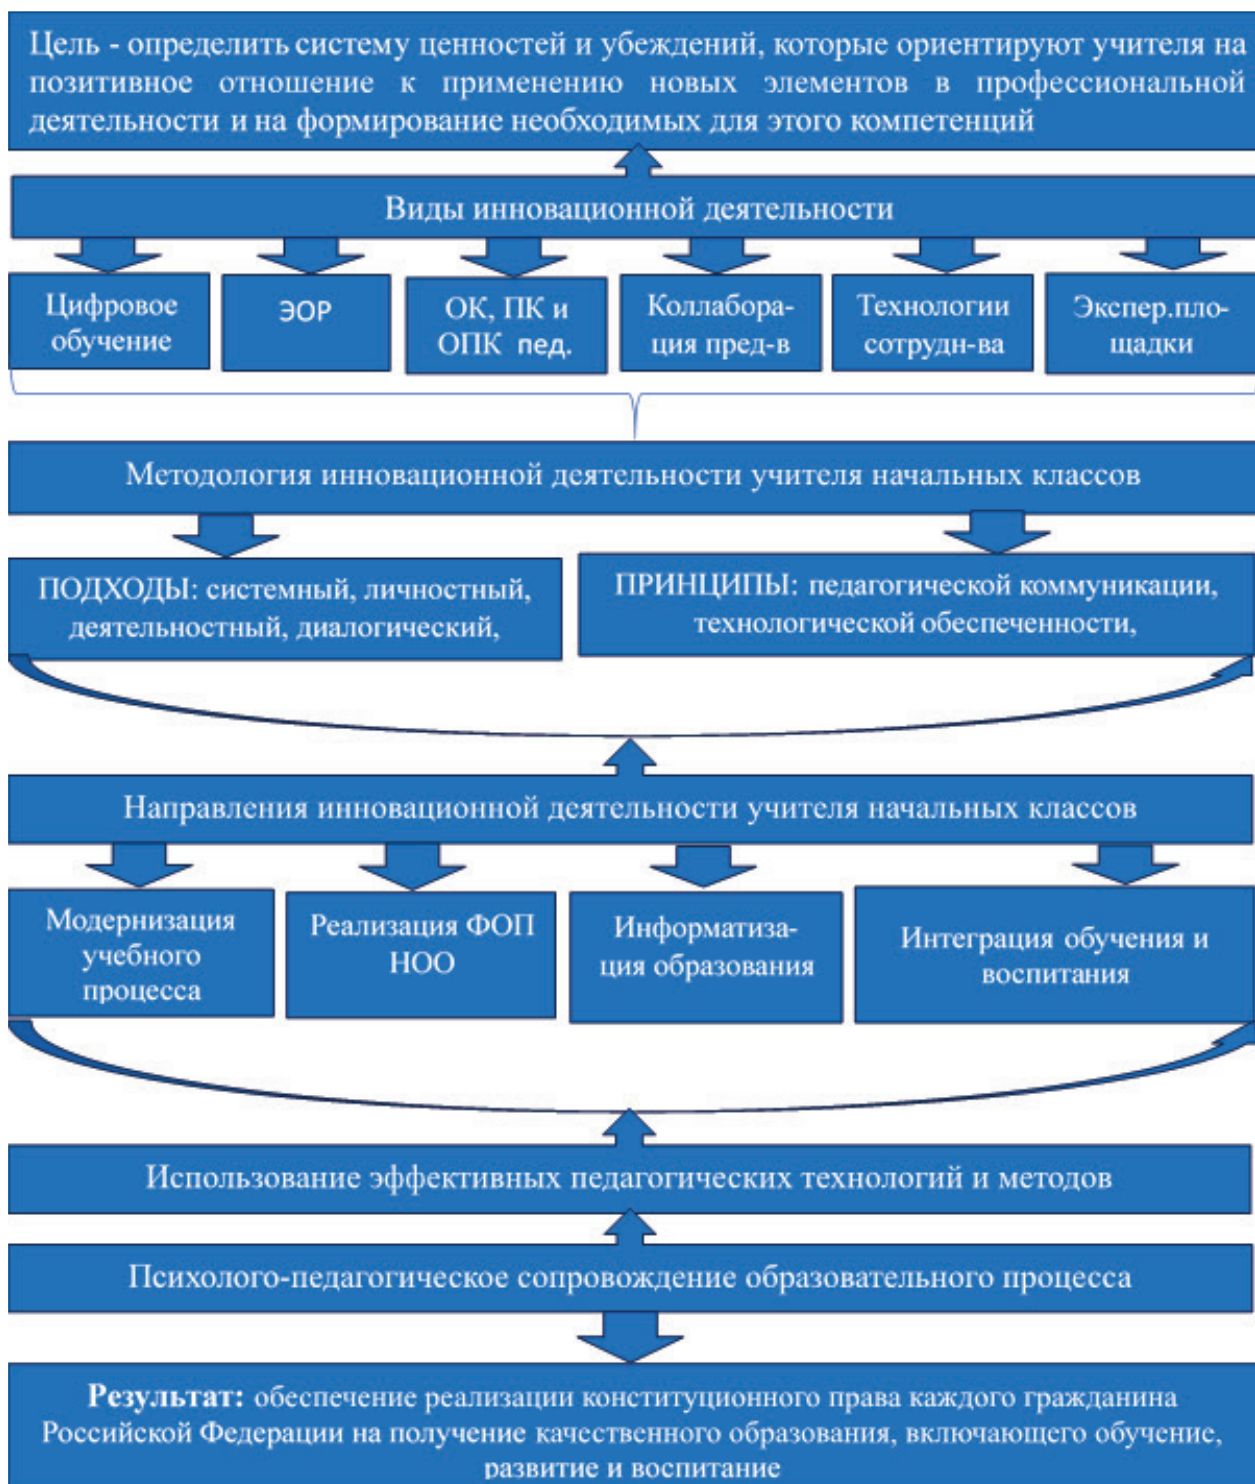 Цель - определить систему ценностей и убеждений, которые ориентируют учителя на
позитивное отношение к применению новых элементов в профессиональной
деятельности и на формирование необходимых для этого компетенций
Виды инновационной деятельности
Цифровое
обучение
ЭОР
ОК, ПК и
ОПК пед.
Коллабора-
ция пред-в
Технологии
сотрудн-ва
Экспер.пло-
щадки
Методология инновационной деятельности учителя начальных классов
ПОДХОДЫ: системный, личностный,
деятельностный, диалогический,
ПРИНЦИПЫ: педагогической коммуникации,
технологической обеспеченности,
Направления инновационной деятельности учителя начальных классов
Модернизация
учебного
процесса
Реализация ФОП
НОО
Информатиза-
ция образования
Интеграция обучения и
воспитания
Использование эффективных педагогических технологий и методов
Психолого-педагогическое сопровождение образовательного процесса
Результат: обеспечение реализации конституционного права каждого гражданина
Российской Федерации на получение качественного образования, включающего обучение,
развитие и воспитание